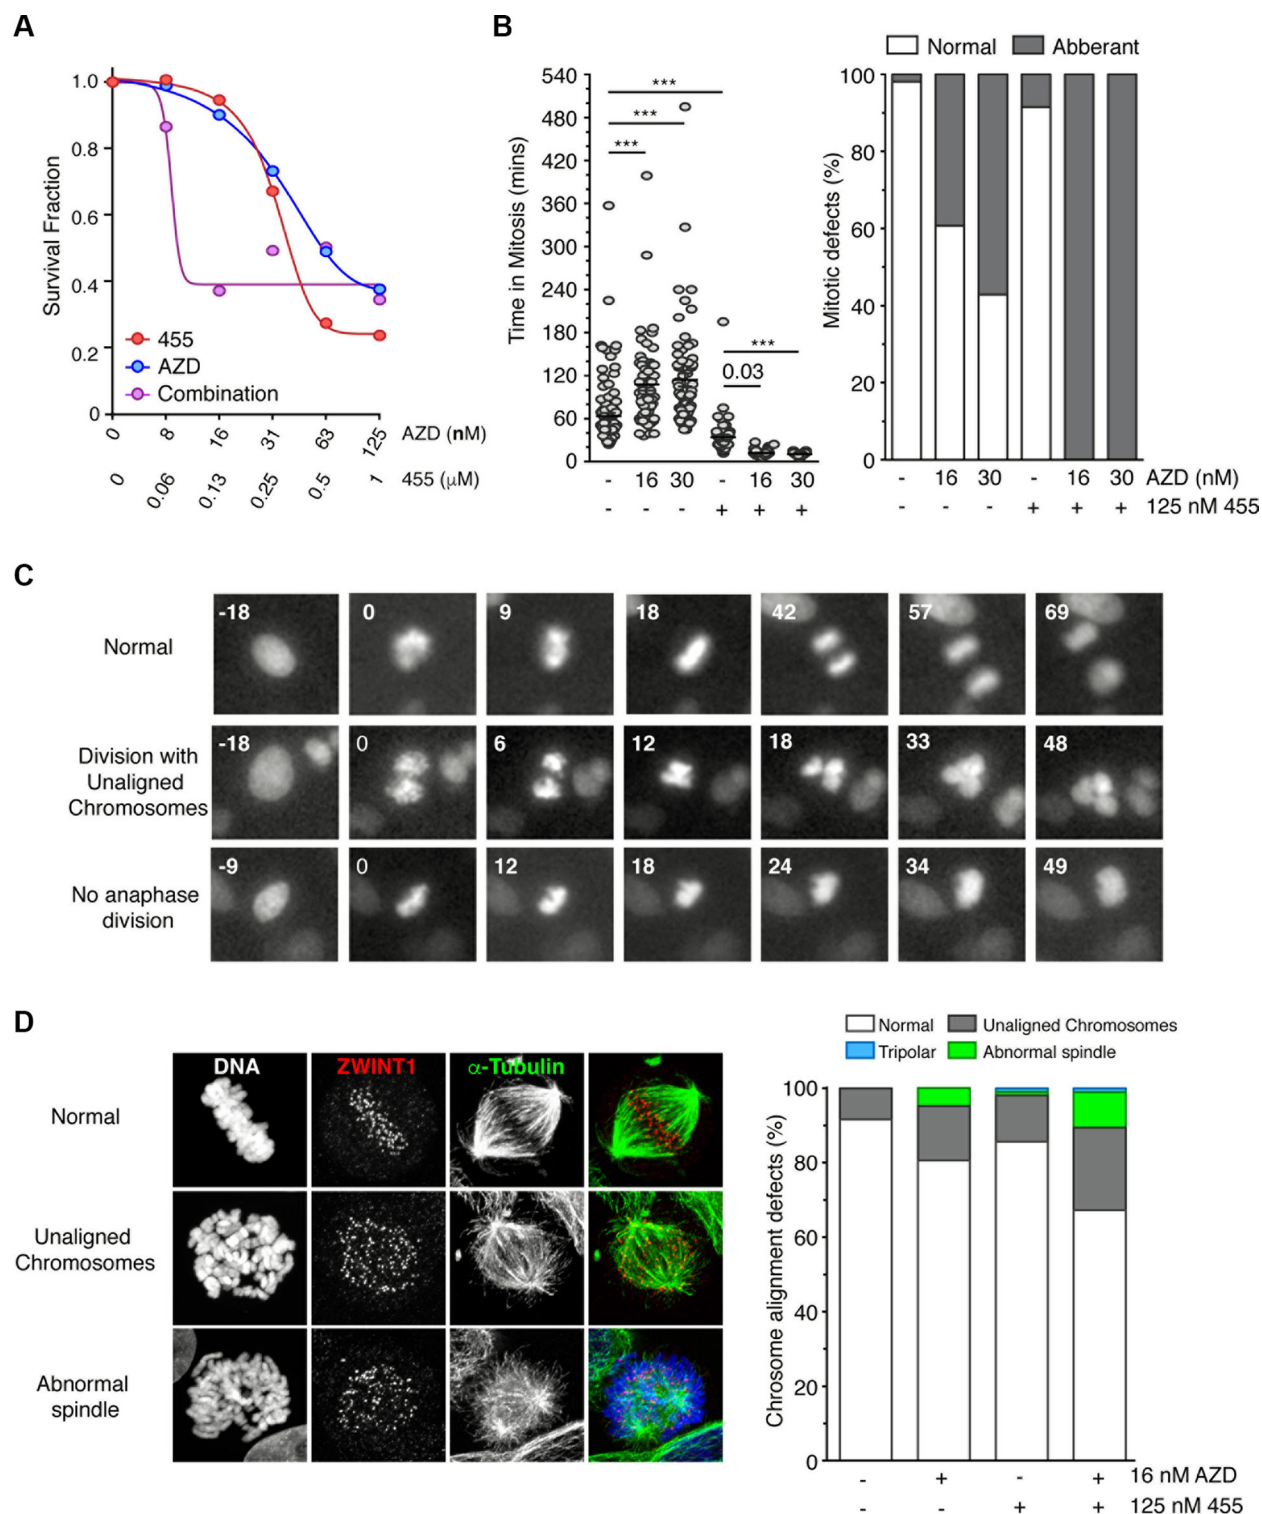 A
Survival Fraction
1.0
0.8
0.6
0.4
0.2
0
455
AZD
Combination
0 8 16 31 63 125 AZD (nM)
0 0.06 0.13 0.25 0.5 1 455 (µM)
B
Time in Mitosis (mins)
540
480
420
360
300
240
180
120
60
0
***
***
***
***
0.03
- 16 30 - 16 30
- - - + + +
Normal Abberant
Mitotic defects (%)
100
80
60
40
20
0
- 16 30 - 16 30 AZD (nM)
- - - + + + 125 nM 455
C
Normal
-18 0 9 18 42 57 69
Division with
Unaligned
Chromosomes
-18 0 6 12 18 33 48
No anaphase
division
-9 0 12 18 24 34 49
D
DNA ZWINT1 α-Tubulin
Normal
Unaligned
Chromosomes
Abnormal
spindle
Normal Unaligned Chromosomes
Tripolar Abnormal spindle
Chrosome alignment defects (%)
100
80
60
40
20
0
- + - + 16 nM AZD
- - + + 125 nM 455